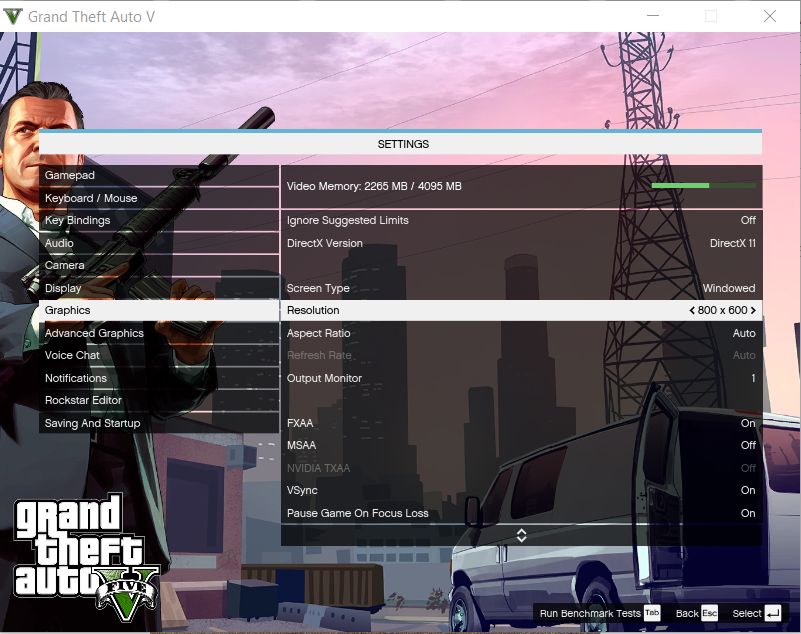 Grand Theft Auto V
SETTINGS
Gamepad
Keyboard / Mouse
Key Bindings
Audio
Camera
Display
Graphics
Advanced Graphics
Voice Chat
Notifications
Rockstar Editor
Saving And Startup
Video Memory: 2265 MB / 4095 MB
Ignore Suggested Limits Off
DirectX Version DirectX 11
Screen Type Windowed
Resolution 800 x 600
Aspect Ratio Auto
Refresh Rate Auto
Output Monitor 1
FXAA On
MSAA Off
NVIDIA TXAA Off
VSync On
Pause Game On Focus Loss On
grand
theft
auto V
FIVE
Run Benchmark Tests Tab Back Esc Select